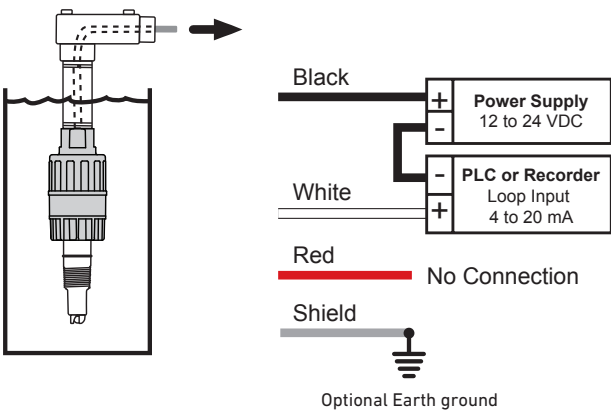 Black
+
Power Supply
-
12 to 24 VDC
-
PLC or Recorder
Loop Input
White
+
4 to 20 mA
Red
No Connection
Shield
Optional Earth ground